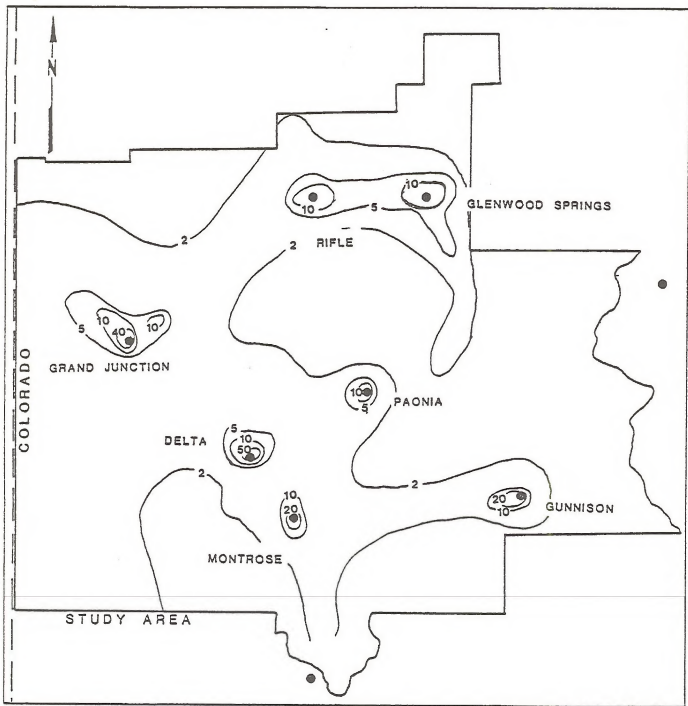 N
10
10
5
GLENWOOD SPRINGS
2
RIFLE
2
5
10
40
10
GRAND JUNCTION
COLORADO
10
5
PAONIA
DELTA
5
10
50
2
2
10
20
20
10
GUNNISON
MONTROSE
STUDY AREA